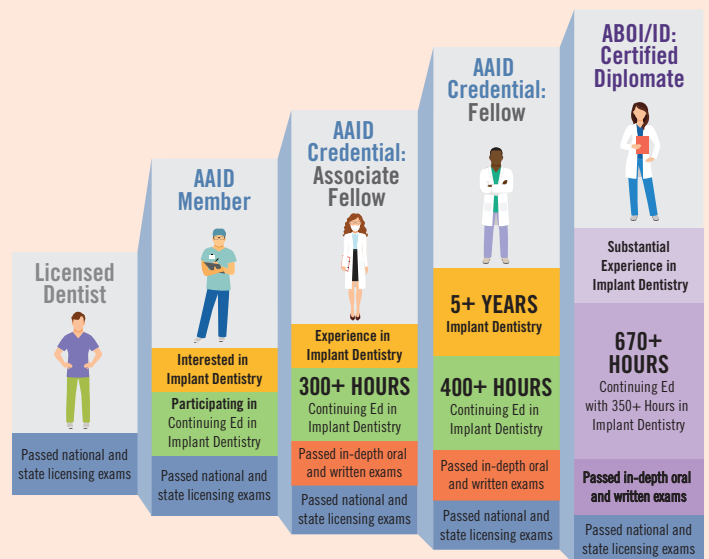 Licensed
Dentist
Passed national and
state licensing exams
AAID
Member
Interested in
Implant Dentistry
Participating in
Continuing Ed in
Implant Dentistry
Passed national and
state licensing exams
AAID
Credential:
Associate
Fellow
Experience in
Implant Dentistry
300+ HOURS
Continuing Ed in
Implant Dentistry
Passed in-depth oral
and written exams
Passed national and
state licensing exams
AAID
Credential:
Fellow
5+ YEARS
Implant Dentistry
400+ HOURS
Continuing Ed in
Implant Dentistry
Passed in-depth oral
and written exams
Passed national and
state licensing exams
ABOI/ID:
Certified
Diplomate
Substantial
Experience in
Implant Dentistry
670+
HOURS
Continuing Ed
with 350+ Hours in
Implant Dentistry
Passed in-depth oral
and written exams
Passed national and
state licensing exams